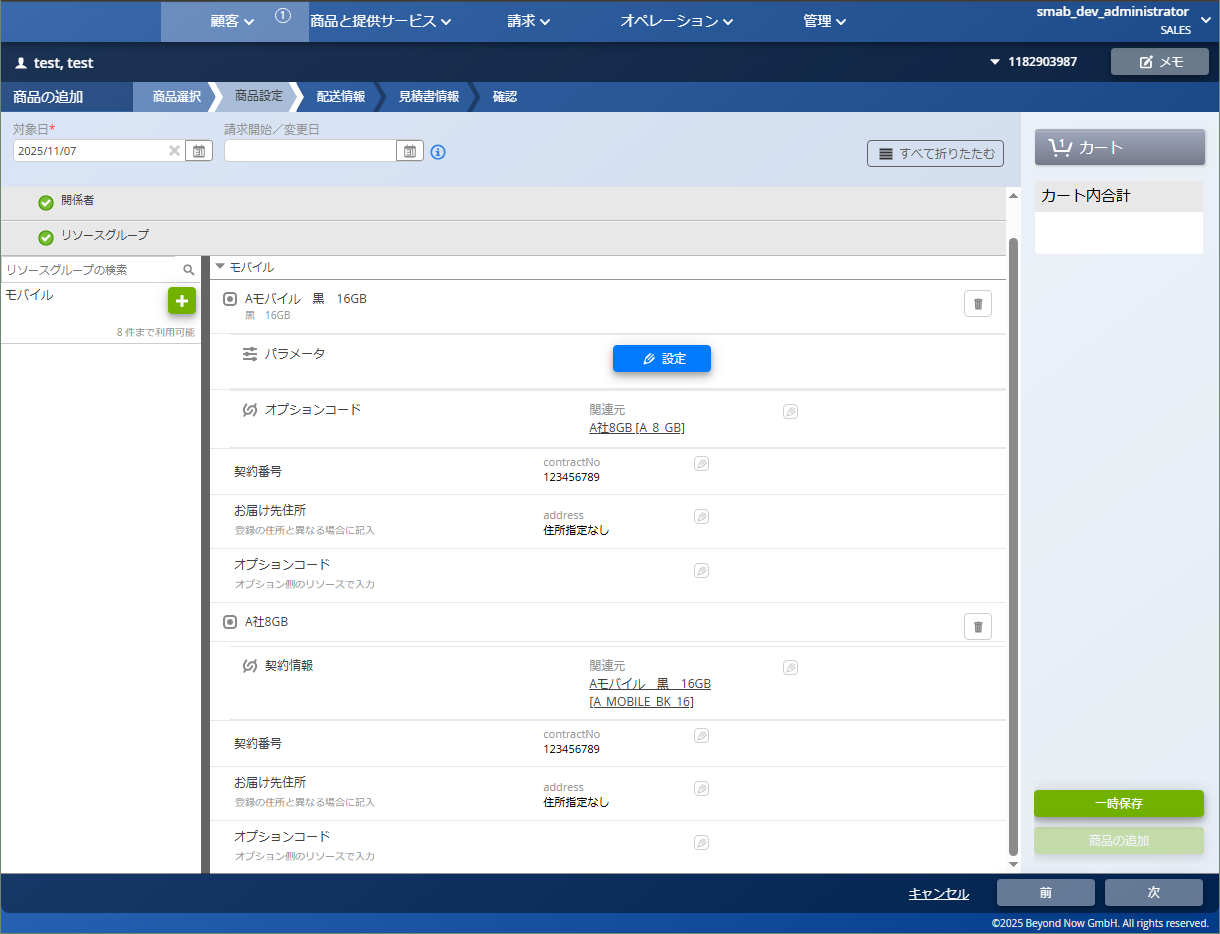 顧客
1
商品と提供サービス
請求
オペレーション
管理
smab_dev_administrator
SALES
test, test
1182903987
メモ
商品の追加
商品選択
商品設定
配送情報
見積書情報
確認
対象日*
請求開始／変更日
2025/11/07
すべて折りたたむ
1
カート
カート内合計
関係者
リソースグループ
リソースグループの検索
モバイル
8 件まで利用可能
モバイル
Aモバイル　黒　16GB
黒　16GB
パラメータ
設定
オプションコード
関連元
A社8GB [A_8_GB]
契約番号
contractNo
123456789
お届け先住所
登録の住所と異なる場合に記入
address
住所指定なし
オプションコード
オプション側のリソースで入力
A社8GB
契約情報
関連元
Aモバイル　黒　16GB
[A_MOBILE_BK_16]
契約番号
contractNo
123456789
お届け先住所
登録の住所と異なる場合に記入
address
住所指定なし
オプションコード
オプション側のリソースで入力
一時保存
商品の追加
キャンセル
前
次
©2025 Beyond Now GmbH. All rights reserved.